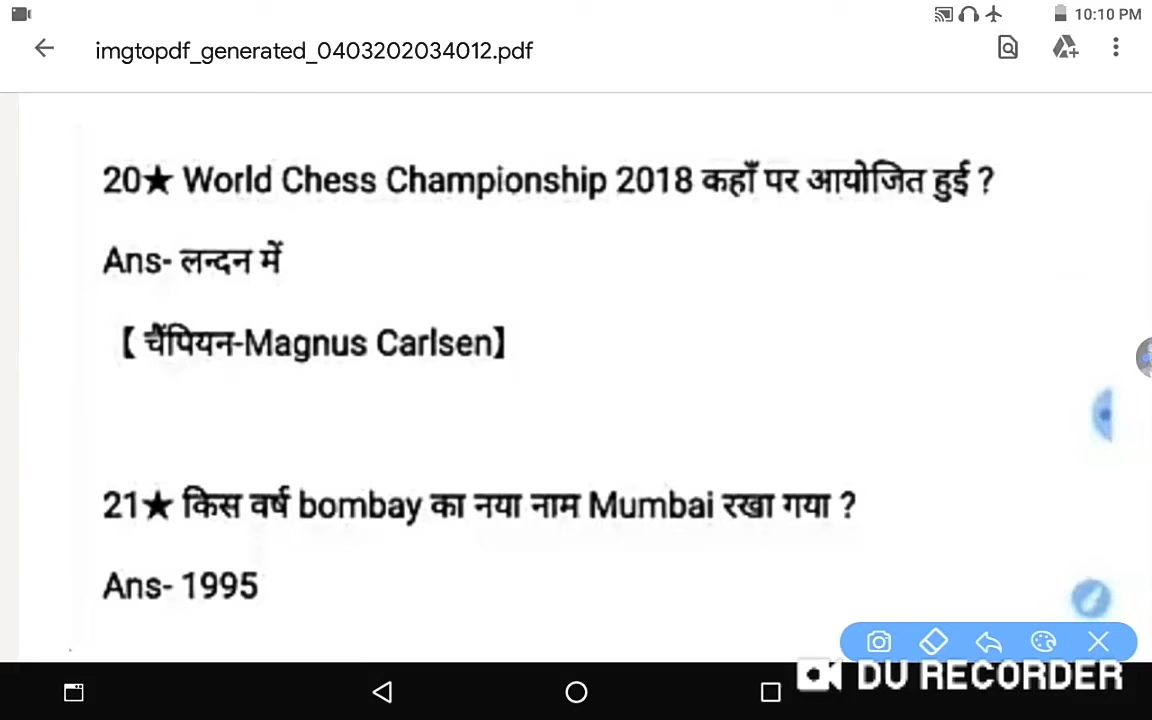 10:10 PM
imgtopdf_generated_0403202034012.pdf
20★ World Chess Championship 2018 कहाँ पर आयोजित हुई ?
Ans- लन्दन में
【 चैंपियन-Magnus Carlsen】
21★ किस वर्ष bombay का नया नाम Mumbai रखा गया ?
Ans- 1995
DU RECORDER